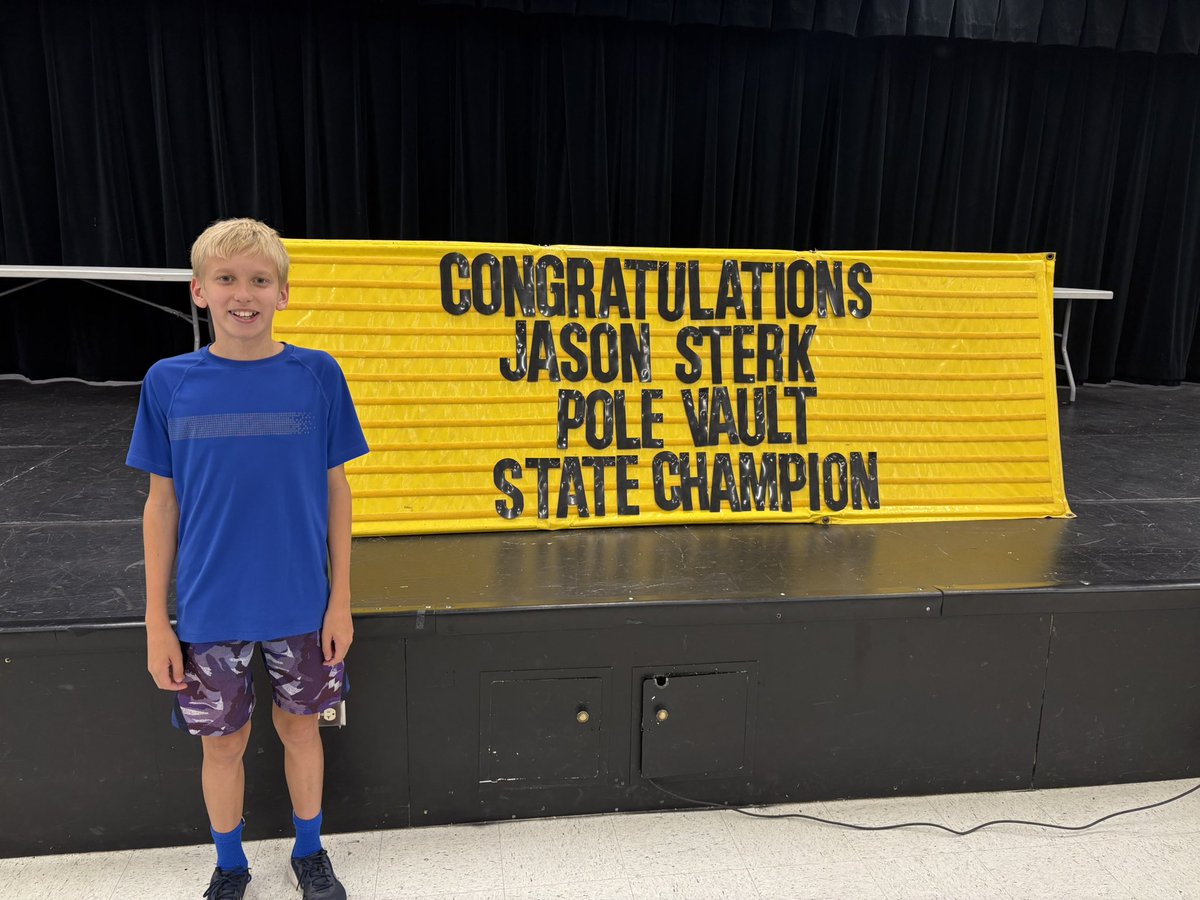 CONGRATULATIONS
JASON STERK
POLE VAULT
STATE CHAMPION